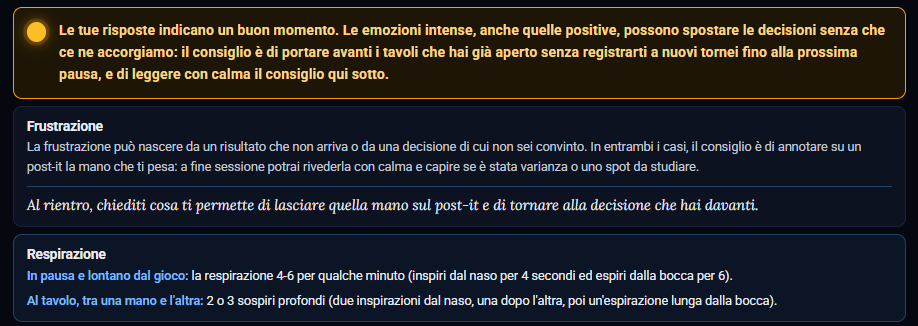 Le tue risposte indicano un buon momento. Le emozioni intense, anche quelle positive, possono spostare le decisioni senza che
ce ne accorgiamo: il consiglio è di portare avanti i tavoli che hai già aperto senza registrarti a nuovi tornei fino alla prossima
pausa, e di leggere con calma il consiglio qui sotto.
Frustrazione
La frustrazione può nascere da un risultato che non arriva o da una decisione di cui non sei convinto. In entrambi i casi, il consiglio è di annotare su un
post-it la mano che ti pesa: a fine sessione potrai rivederla con calma e capire se è stata varianza o uno spot da studiare.
Al rientro, chiediti cosa ti permette di lasciare quella mano sul post-it e di tornare alla decisione che hai davanti.
Respirazione
In pausa e lontano dal gioco: la respirazione 4-6 per qualche minuto (inspiri dal naso per 4 secondi ed espiri dalla bocca per 6).
Al tavolo, tra una mano e l'altra: 2 o 3 sospiri profondi (due inspirazioni dal naso, una dopo l'altra, poi un'espirazione lunga dalla bocca).